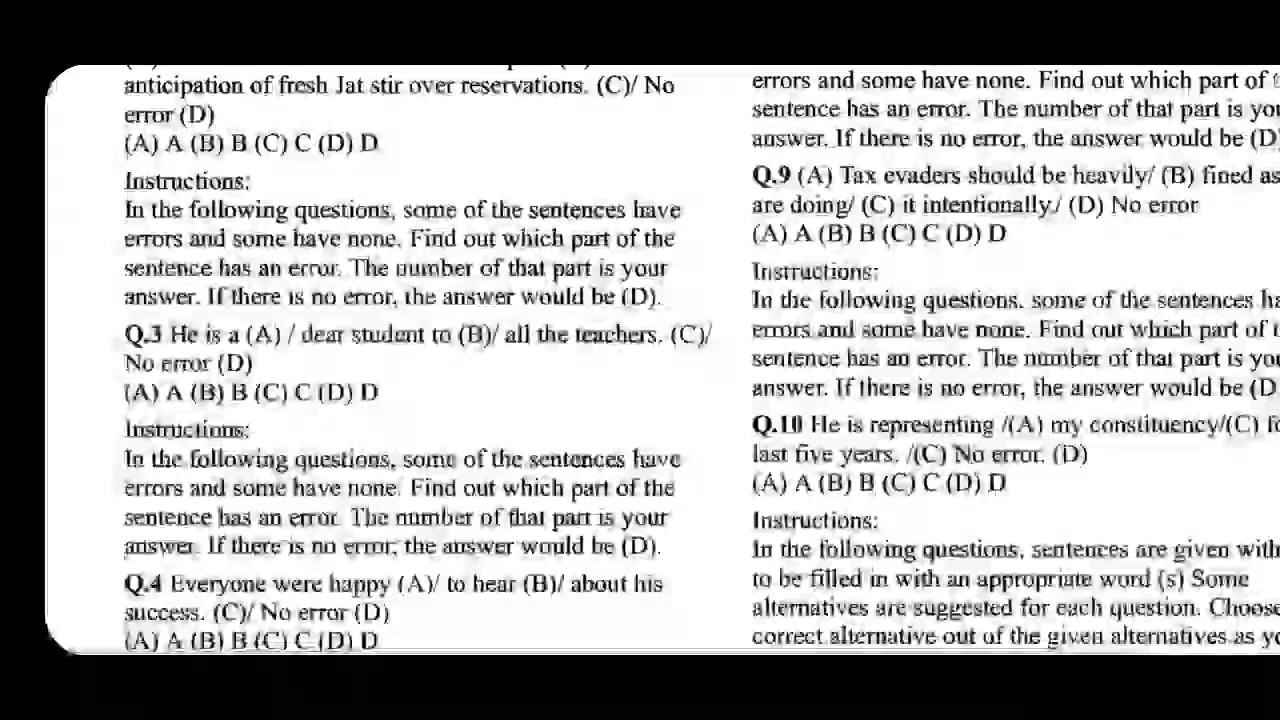 anticipation of fresh Jat stir over reservations. (C)/ No
error (D)
(A) A (B) B (C) C (D) D
Instructions:
In the following questions, some of the sentences have
errors and some have none. Find out which part of the
sentence has an error. The number of that part is your
answer. If there is no error, the answer would be (D).
Q.3 He is a (A) / dear student to (B)/ all the teachers. (C)/
No error (D)
(A) A (B) B (C) C (D) D
Instructions:
In the following questions, some of the sentences have
errors and some have none. Find out which part of the
sentence has an error. The number of that part is your
answer. If there is no error, the answer would be (D).
Q.4 Everyone were happy (A)/ to hear (B)/ about his
success. (C)/ No error (D)
(A) A (B) B (C) C (D) D
errors and some have none. Find out which part of
sentence has an error. The number of that part is
answer. If there is no error, the answer would be (D
Q.9 (A) Tax evaders should be heavily/ (B) fined as
are doing/ (C) it intentionally./ (D) No error
(A) A (B) B (C) C (D) D
Instructions:
In the following questions. some of the sentences
errors and some have none. Find out which part of
sentence has an error. The number of that part is
answer. If there is no error, the answer would be (D
Q.10 He is representing /(A) my constituency/(C)
last five years. /(C) No error. (D)
(A) A (B) B (C) C (D) D
Instructions:
In the following questions, sentences are given with
to be filled in with an appropriate word (s) Some
alternatives are suggested for each question. Choose
correct alternative out of the given alternatives as